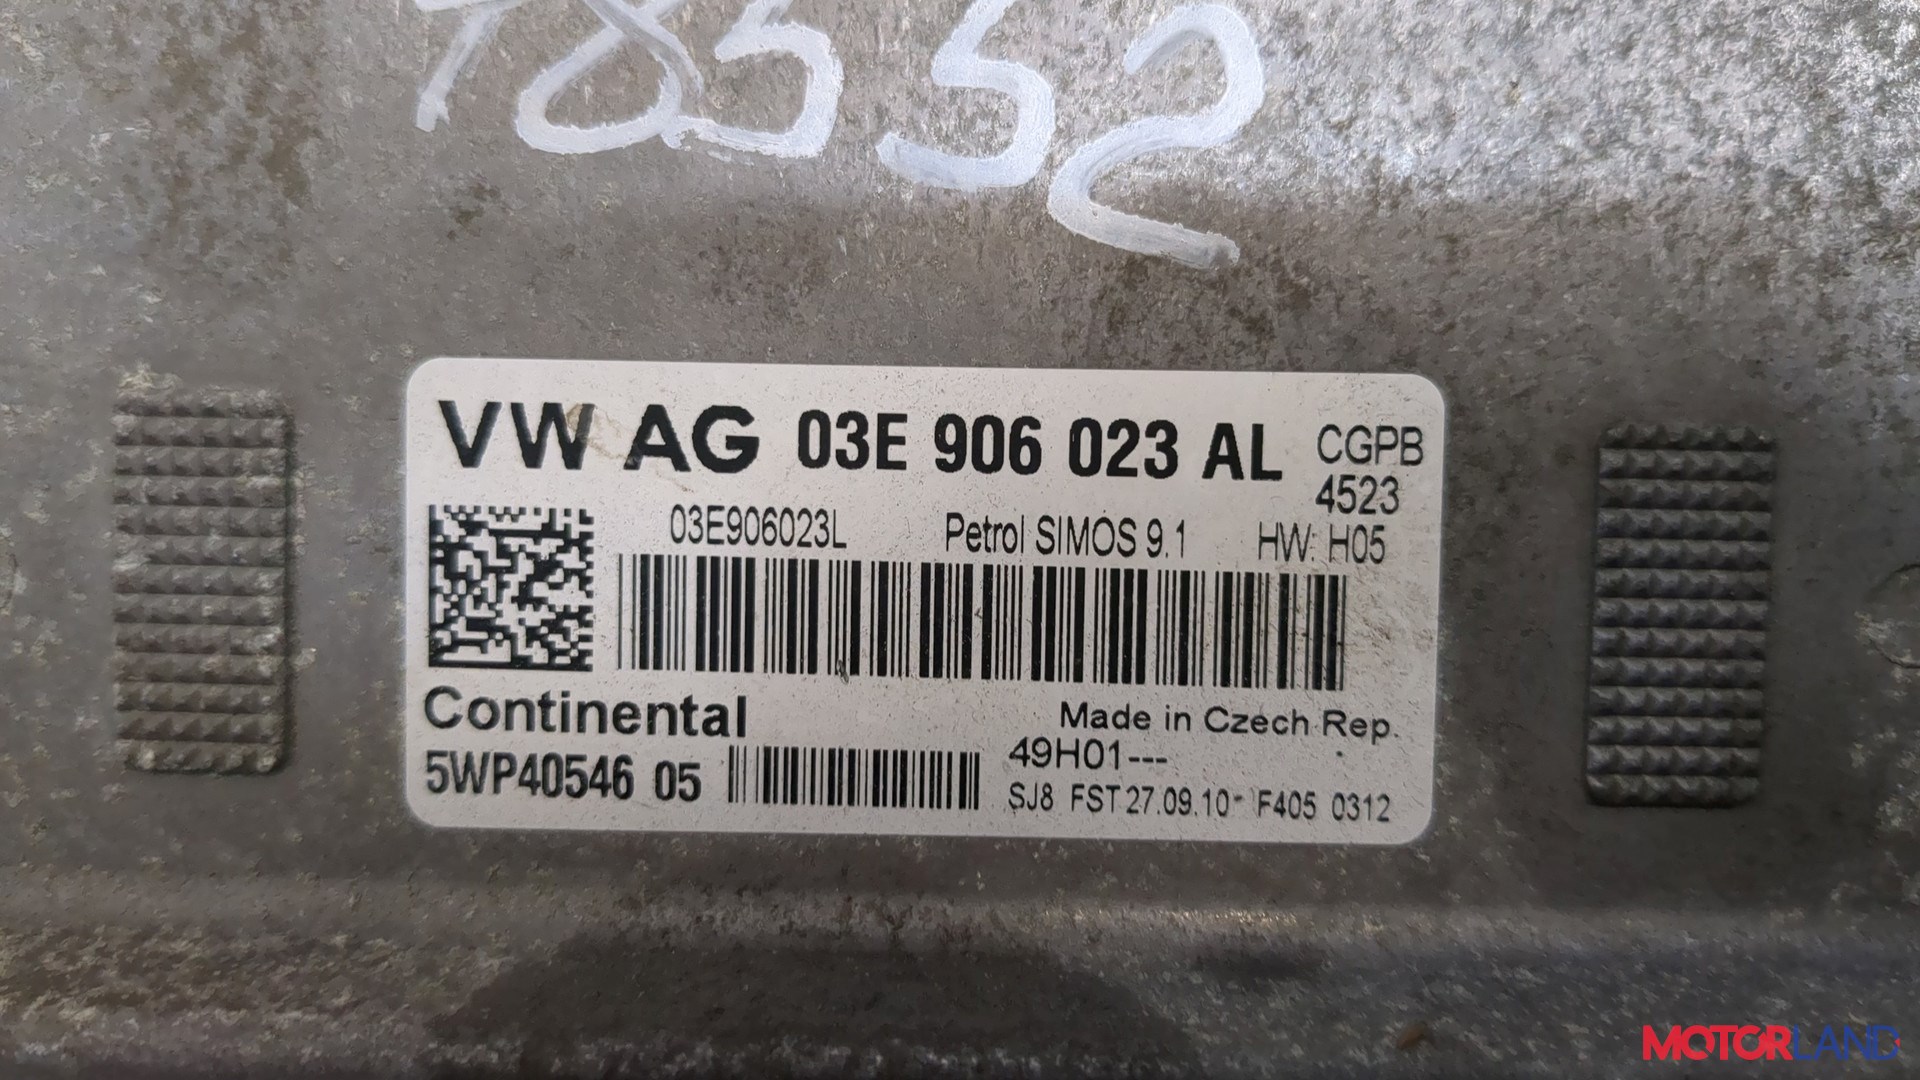 78552
VW AG 03E 906 023 AL CGPB
4523
03E906023L Petrol SIMOS 9.1 HW: H05
Continental
Made in Czech Rep.
49H01---
5WP40546 05
SJ8 FST 27.09.10 F405 0312
MOTORLAND